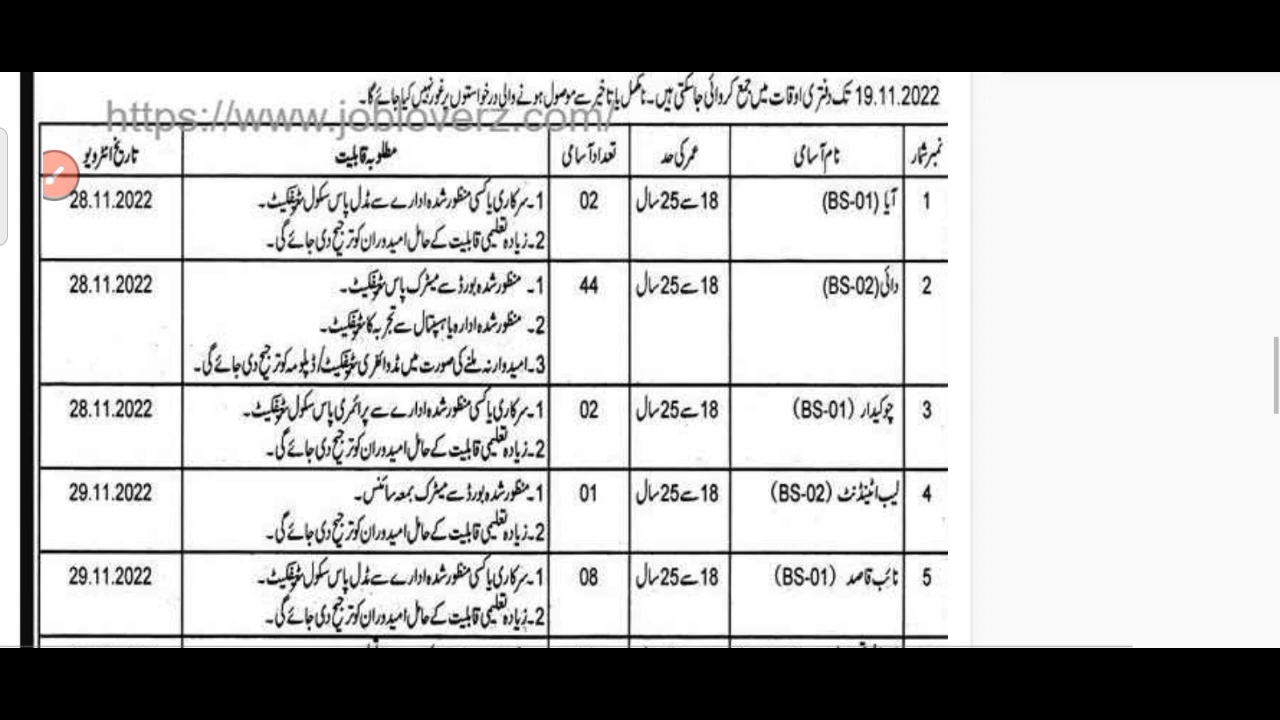 19.11.2022 تک دفتری اوقات میں جمع کروائی جاسکتی ہیں۔ نامکمل یا تاخیر سے موصول ہونے والی درخواستوں پر غور نہیں کیا جائے گا۔
https://www.jobloverz.com/
نمبر شمار نام آسامی عمر کی حد تعداد آسامی مطلوبہ قابلیت تاریخ انٹرویو
1 آیا (BS-01) 18 سے 25 سال 02 1۔ سرکاری یا کسی منظور شدہ ادارے سے مڈل پاس سکول سرٹیفکیٹ۔ 28.11.2022
2۔ زیادہ تعلیمی قابلیت کے حامل امیدوران کو ترجیح دی جائے گی۔
2 دائی (BS-02) 18 سے 25 سال 44 1۔ منظور شدہ بورڈ سے میٹرک پاس سرٹیفکیٹ۔ 28.11.2022
2۔ منظور شدہ ادارہ یا ہسپتال سے تجربہ کا سرٹیفکیٹ۔
3۔ امیدوار نہ ملنے کی صورت میں مڈوائفری سرٹیفکیٹ/ڈپلومہ کو ترجیح دی جائے گی۔
3 چوکیدار (BS-01) 18 سے 25 سال 02 1۔ سرکاری یا کسی منظور شدہ ادارے سے پرائمری پاس سکول سرٹیفکیٹ۔ 28.11.2022
2۔ زیادہ تعلیمی قابلیت کے حامل امیدوران کو ترجیح دی جائے گی۔
4 لیب اٹینڈنٹ (BS-02) 18 سے 25 سال 01 1۔ منظور شدہ بورڈ سے میٹرک بمعہ سائنس۔ 29.11.2022
2۔ زیادہ تعلیمی قابلیت کے حامل امیدوران کو ترجیح دی جائے گی۔
5 نائب قاصد (BS-01) 18 سے 25 سال 08 1۔ سرکاری یا کسی منظور شدہ ادارے سے مڈل پاس سکول سرٹیفکیٹ۔ 29.11.2022
2۔ زیادہ تعلیمی قابلیت کے حامل امیدوران کو ترجیح دی جائے گی۔